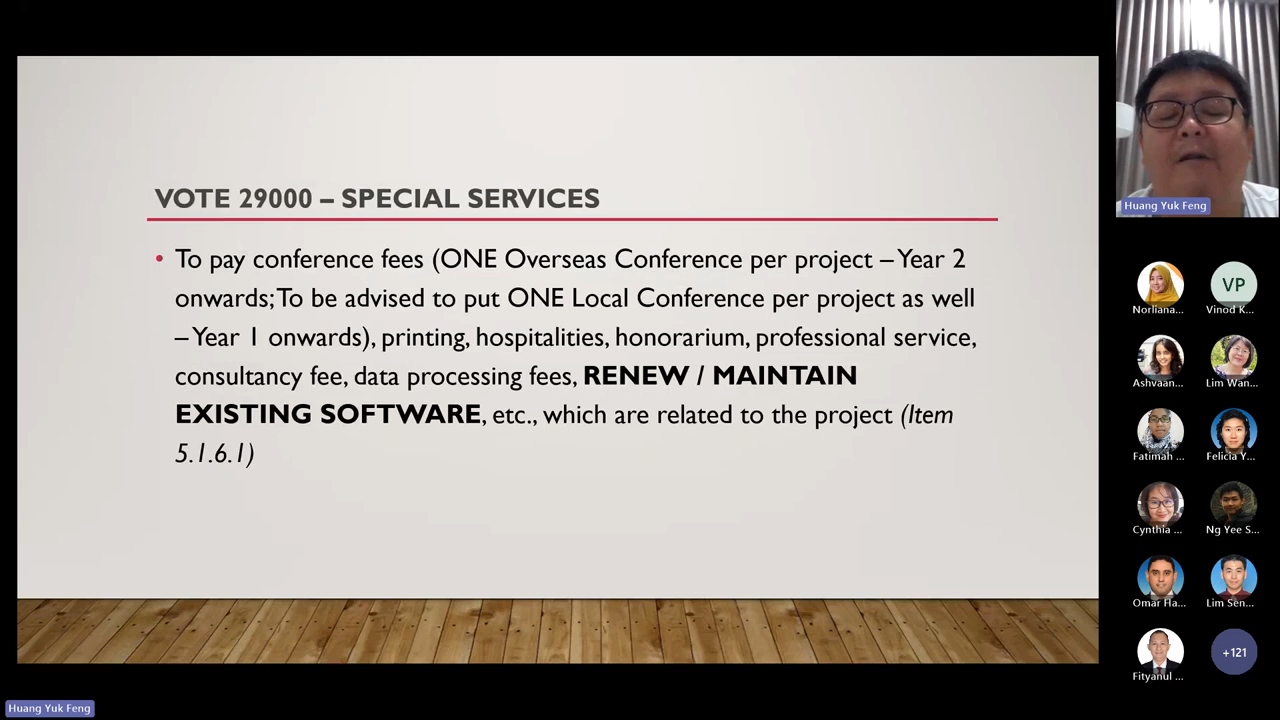 VOTE 29000 – SPECIAL SERVICES
• To pay conference fees (ONE Overseas Conference per project – Year 2
onwards; To be advised to put ONE Local Conference per project as well
– Year 1 onwards), printing, hospitalities, honorarium, professional service,
consultancy fee, data processing fees, RENEW / MAINTAIN
EXISTING SOFTWARE, etc., which are related to the project (Item
5.1.6.1)
Huang Yuk Feng
VP
Norliana...
Vinod K...
Ashvaan...
Lim Wan...
Fatimah ...
Felicia Y...
Cynthia ...
Ng Yee S...
Omar Ha...
Lim Sen...
Fityanul ...
+121
Huang Yuk Feng